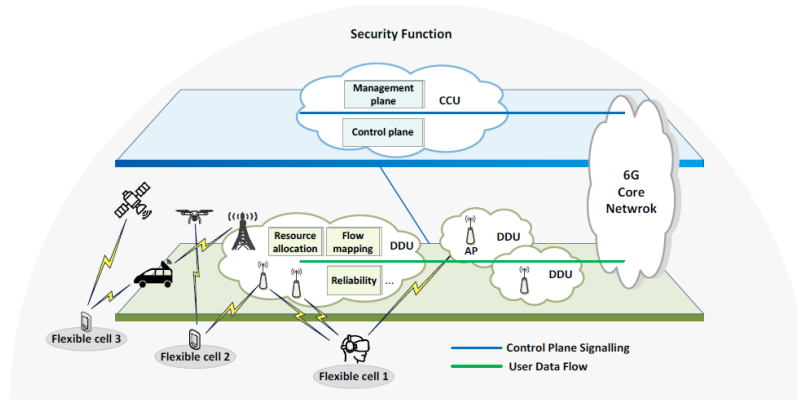 Security Function
Management
plane
CCU
Control plane
6G
Core
Netwrok
Resource
allocation
Flow
mapping
DDU
Reliability
...
AP
DDU
DDU
Flexible cell 3
Flexible cell 2
Flexible cell 1
Control Plane Signalling
User Data Flow